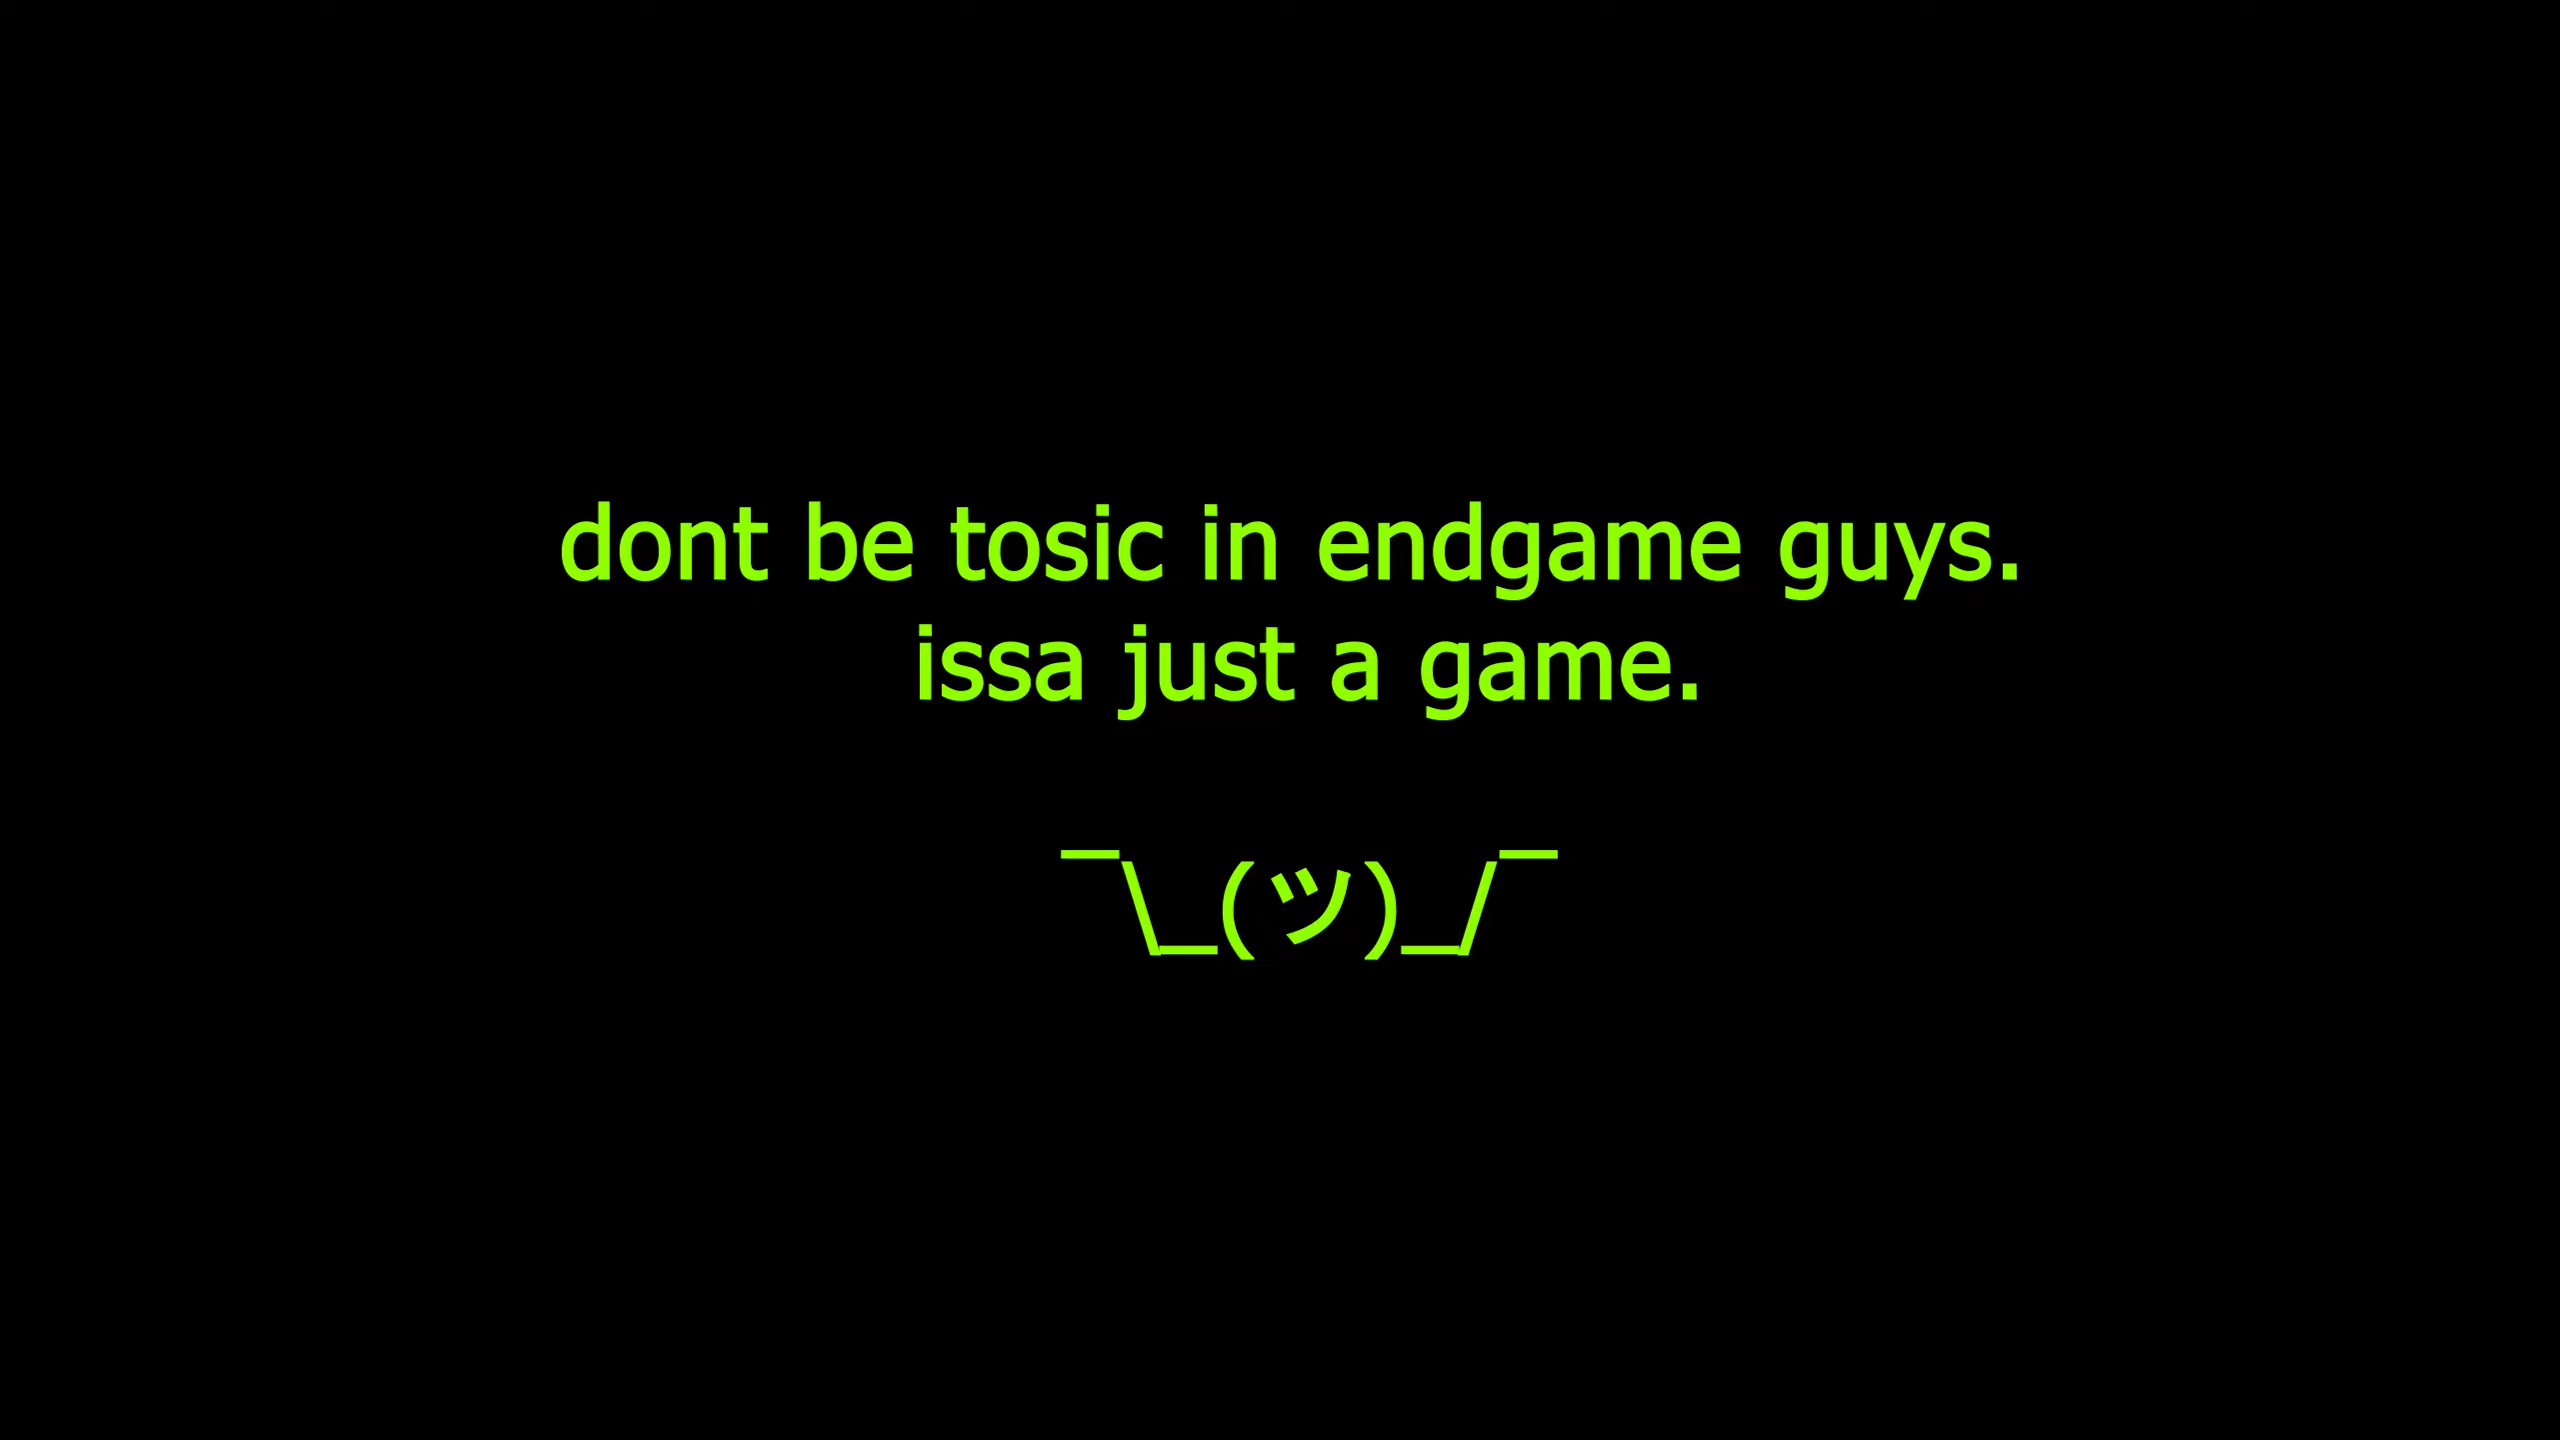 dont be tosic in endgame guys.
issa just a game.
¯\_(ツ)_/¯